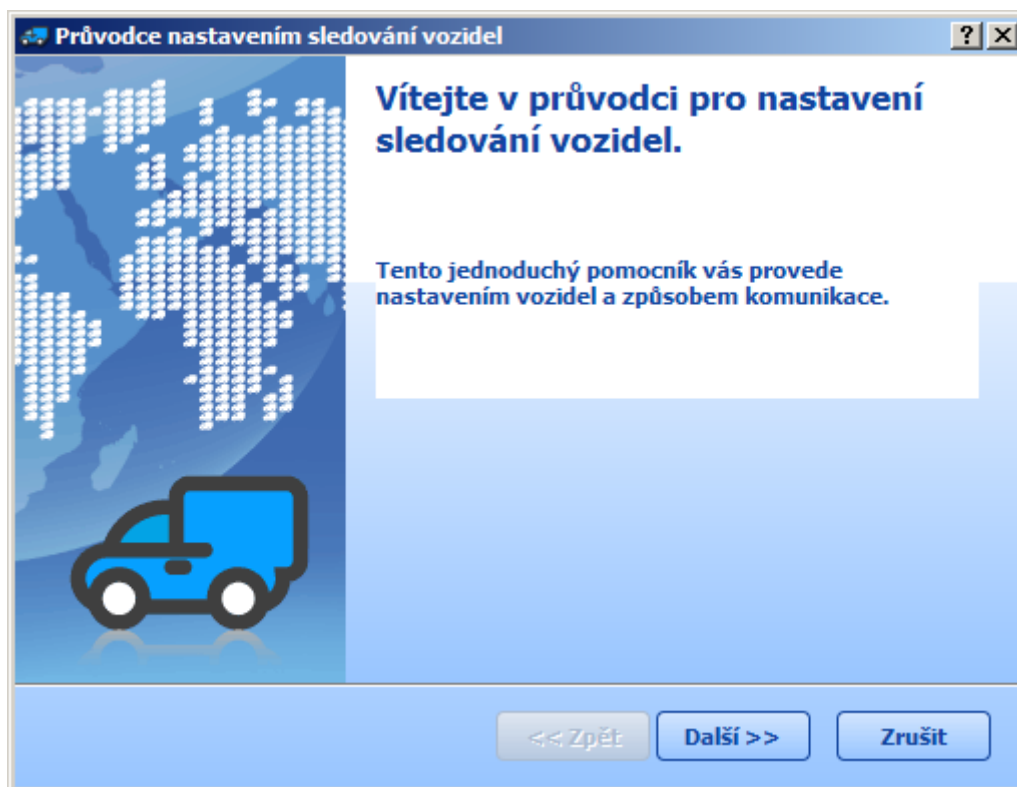 Průvodce nastavením sledování vozidel
Vítejte v průvodci pro nastavení
sledování vozidel.
Tento jednoduchý pomocník vás provede
nastavením vozidel a způsobem komunikace.
<< Zpět Další >> Zrušit